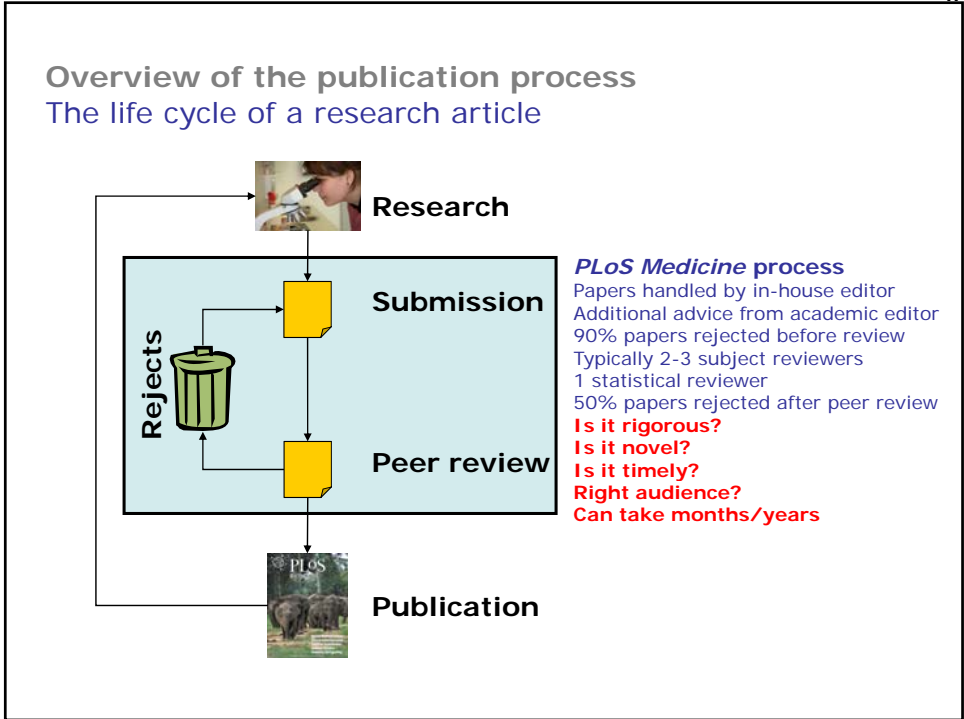 Overview of the publication process
The life cycle of a research article
Research
Submission
Rejects
Peer review
PLoS Medicine process
Papers handled by in-house editor
Additional advice from academic editor
90% papers rejected before review
Typically 2-3 subject reviewers
1 statistical reviewer
50% papers rejected after peer review
Is it rigorous?
Is it novel?
Is it timely?
Right audience?
Can take months/years
PLoS
Publication